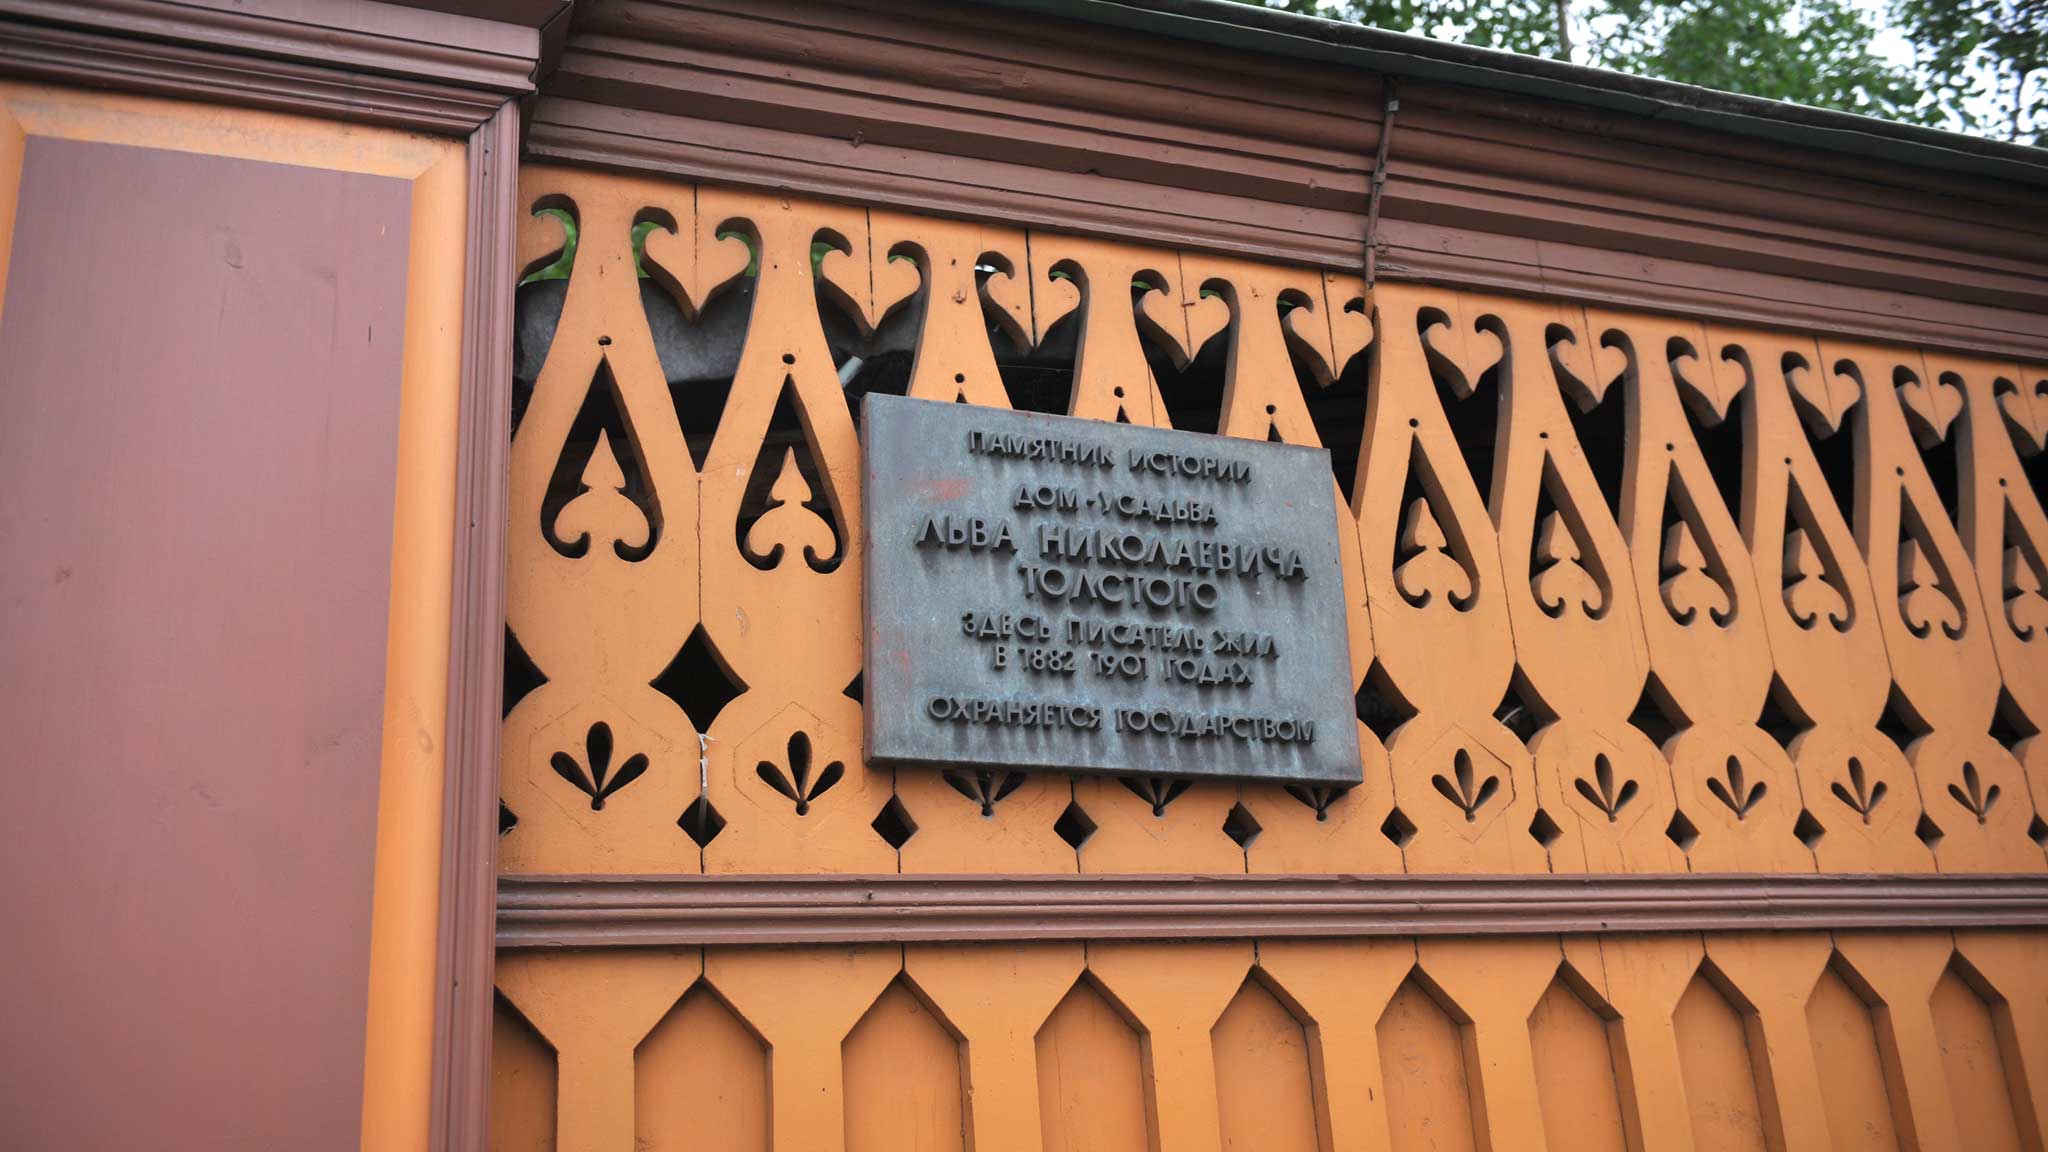 ПАМЯТНИК ИСТОРИИ
ДОМ-УСАДЬБА
ЛЬВА НИКОЛАЕВИЧА
ТОЛСТОГО
ЗДЕСЬ ПИСАТЕЛЬ ЖИЛ
В 1882 1901 ГОДАХ
ОХРАНЯЕТСЯ ГОСУДАРСТВОМ